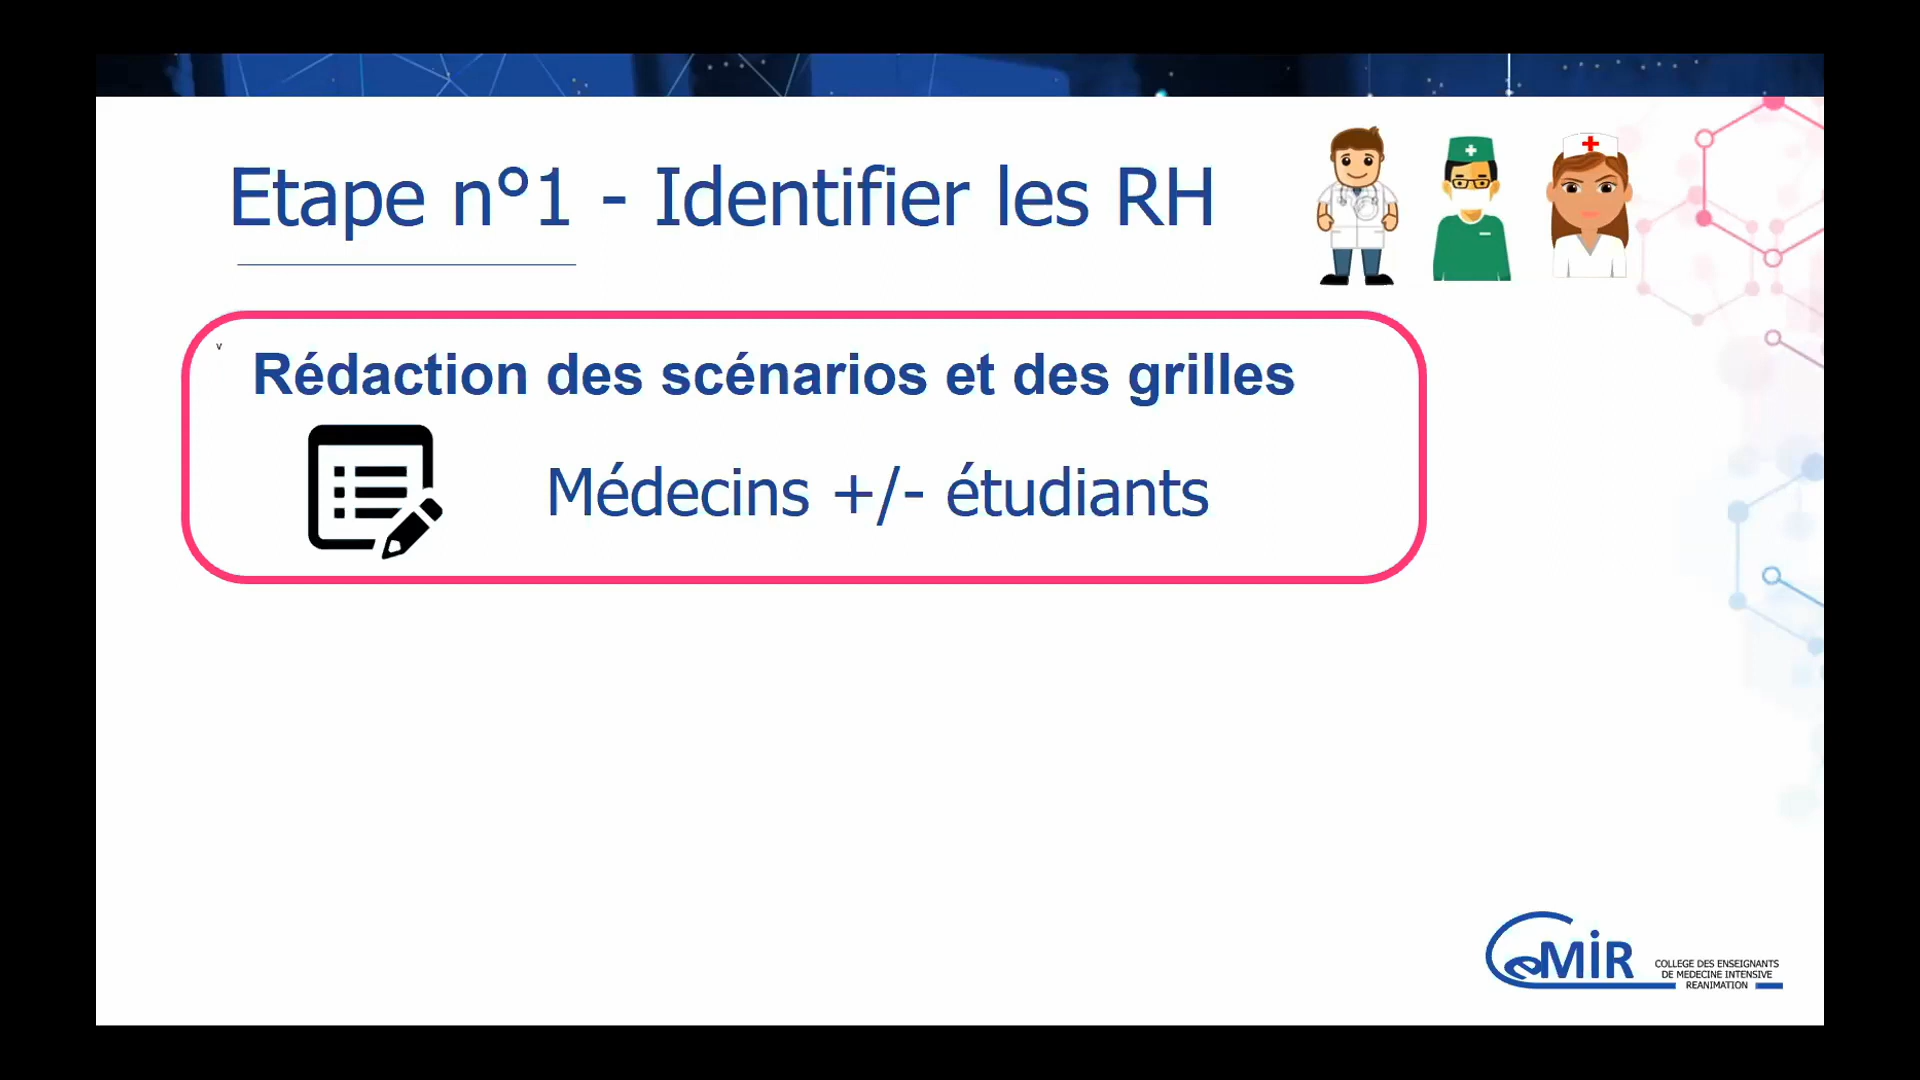 Etape n°1 - Identifier les RH
v
Rédaction des scénarios et des grilles
Médecins +/- étudiants
CeMiR
COLLEGE DES ENSEIGNANTS
DE MEDECINE INTENSIVE
REANIMATION